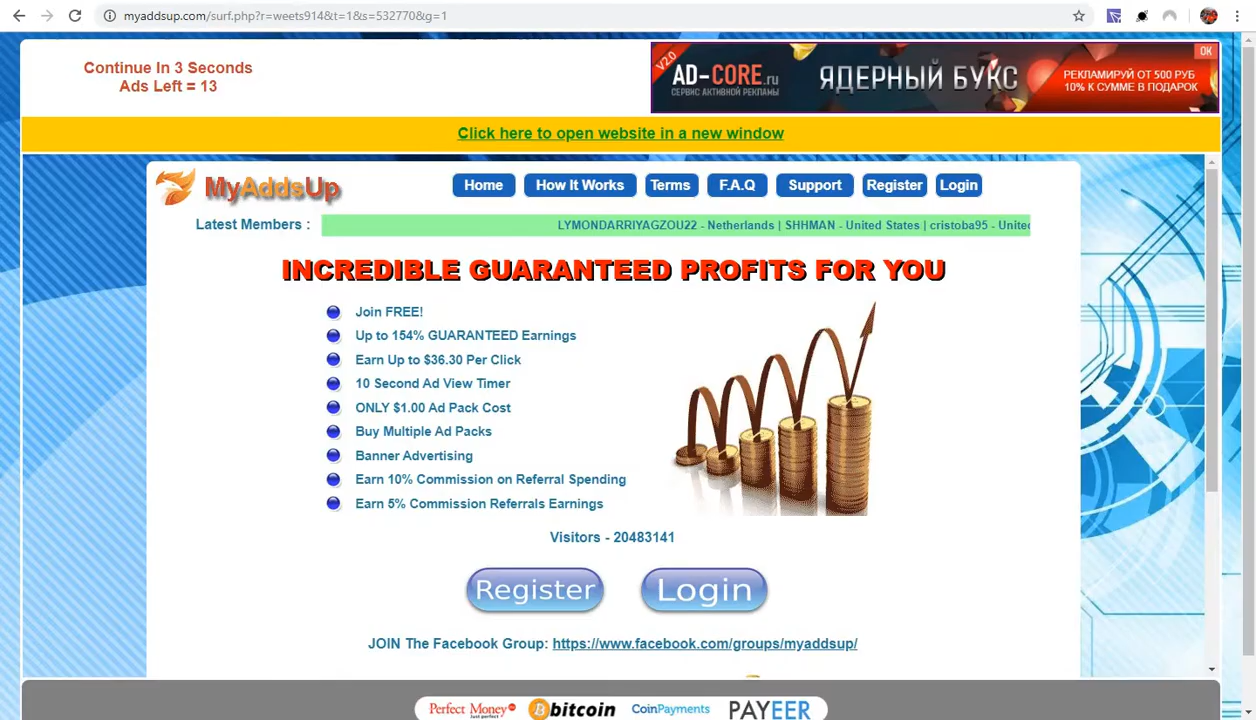 myaddsup.com/surf.php?r=weets914&t=1&s=532770&g=1
Continue In 3 Seconds
Ads Left = 13
V2.0
AD-CORE.ru
СЕРВИС АКТИВНОЙ РЕКЛАМЫ
ЯДЕРНЫЙ БУКС
РЕКЛАМИРУЙ ОТ 500 РУБ
10% К СУММЕ В ПОДАРОК
OK
Click here to open website in a new window
MyAddsUp
Home How It Works Terms F.A.Q Support Register Login
Latest Members : LYMONDARRIYAGZOU22 - Netherlands | SHHMAN - United States | cristoba95 - Unite
INCREDIBLE GUARANTEED PROFITS FOR YOU
Join FREE!
Up to 154% GUARANTEED Earnings
Earn Up to $36.30 Per Click
10 Second Ad View Timer
ONLY $1.00 Ad Pack Cost
Buy Multiple Ad Packs
Banner Advertising
Earn 10% Commission on Referral Spending
Earn 5% Commission Referrals Earnings
Visitors - 20483141
Register Login
JOIN The Facebook Group: https://www.facebook.com/groups/myaddsup/
Perfect Money Just perfect bitcoin CoinPayments PAYEER